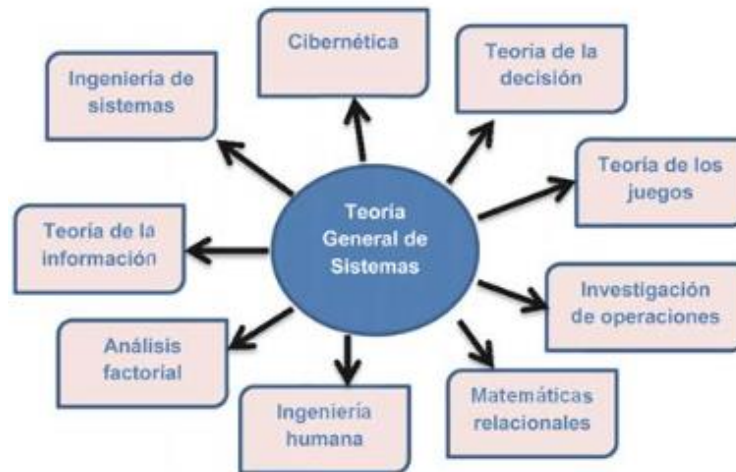 Cibernética
Teoría de la
decisión
Ingeniería de
sistemas
Teoría de los
juegos
Teoría
General de
Sistemas
Teoría de la
información
Investigación
de operaciones
Análisis
factorial
Ingeniería
humana
Matemáticas
relacionales